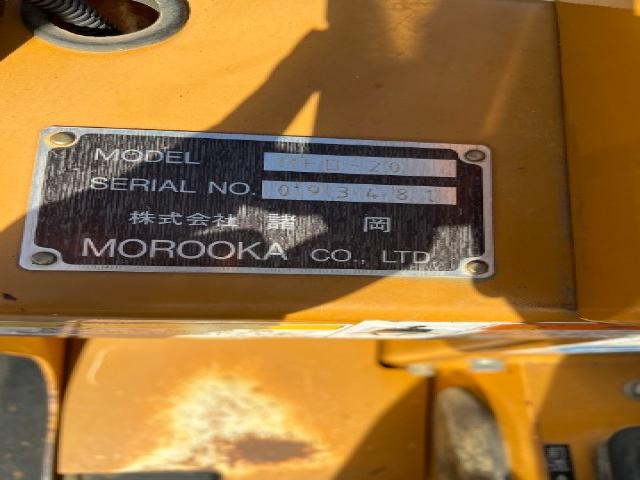 MODEL
SERIAL NO. 093481
株式会社 諸岡
MOROOKA CO., LTD.